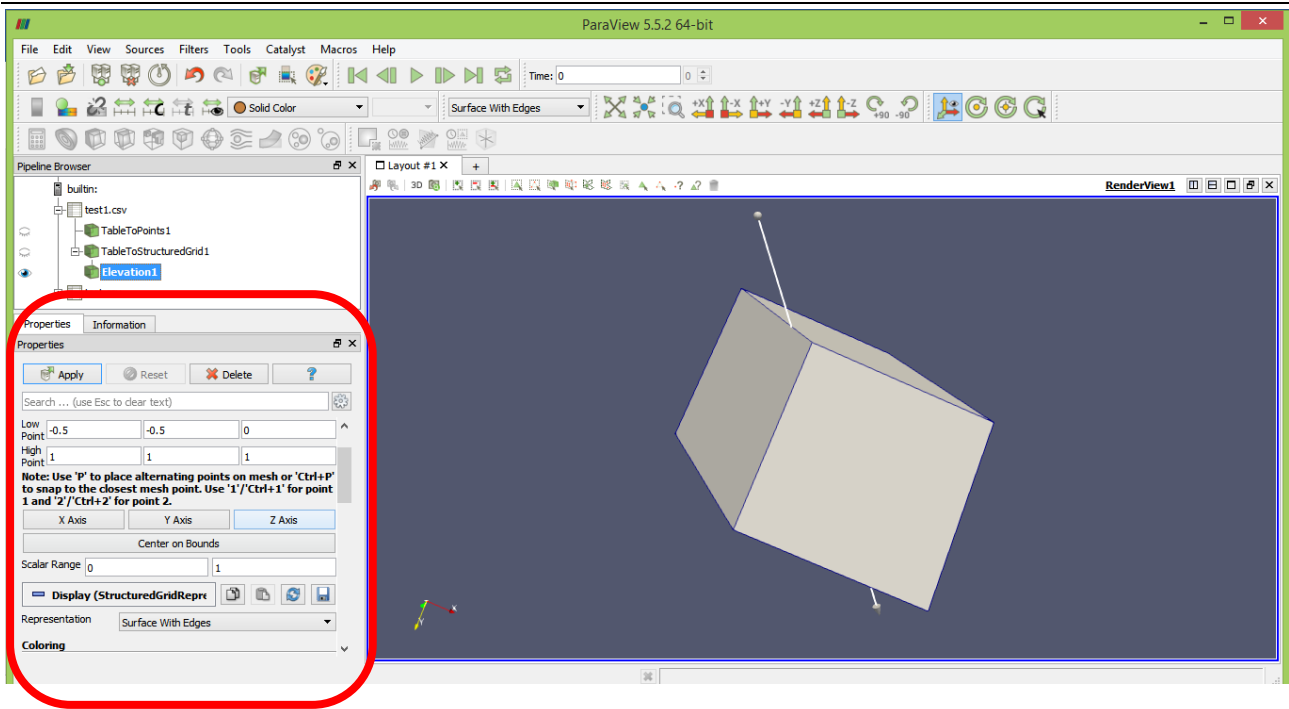 ParaView 5.5.2 64-bit
File Edit View Sources Filters Tools Catalyst Macros Help
Time: 0 0
Solid Color Surface With Edges +X -X +Y -Y +Z -Z +90 -90
Pipeline Browser
Layout #1 X +
builtin:
3D
RenderView1
test1.csv
TableToPoints1
TableToStructuredGrid1
Elevation1
Properties Information
Properties
Apply Reset Delete ?
Search ... (use Esc to clear text)
Low Point -0.5 -0.5 0
High Point 1 1 1
Note: Use 'P' to place alternating points on mesh or 'Ctrl+P'
to snap to the closest mesh point. Use '1'/'Ctrl+1' for point
1 and '2'/'Ctrl+2' for point 2.
X Axis Y Axis Z Axis
Center on Bounds
Scalar Range 0 1
Display (StructuredGridRepre
Representation Surface With Edges
Coloring
X
Y